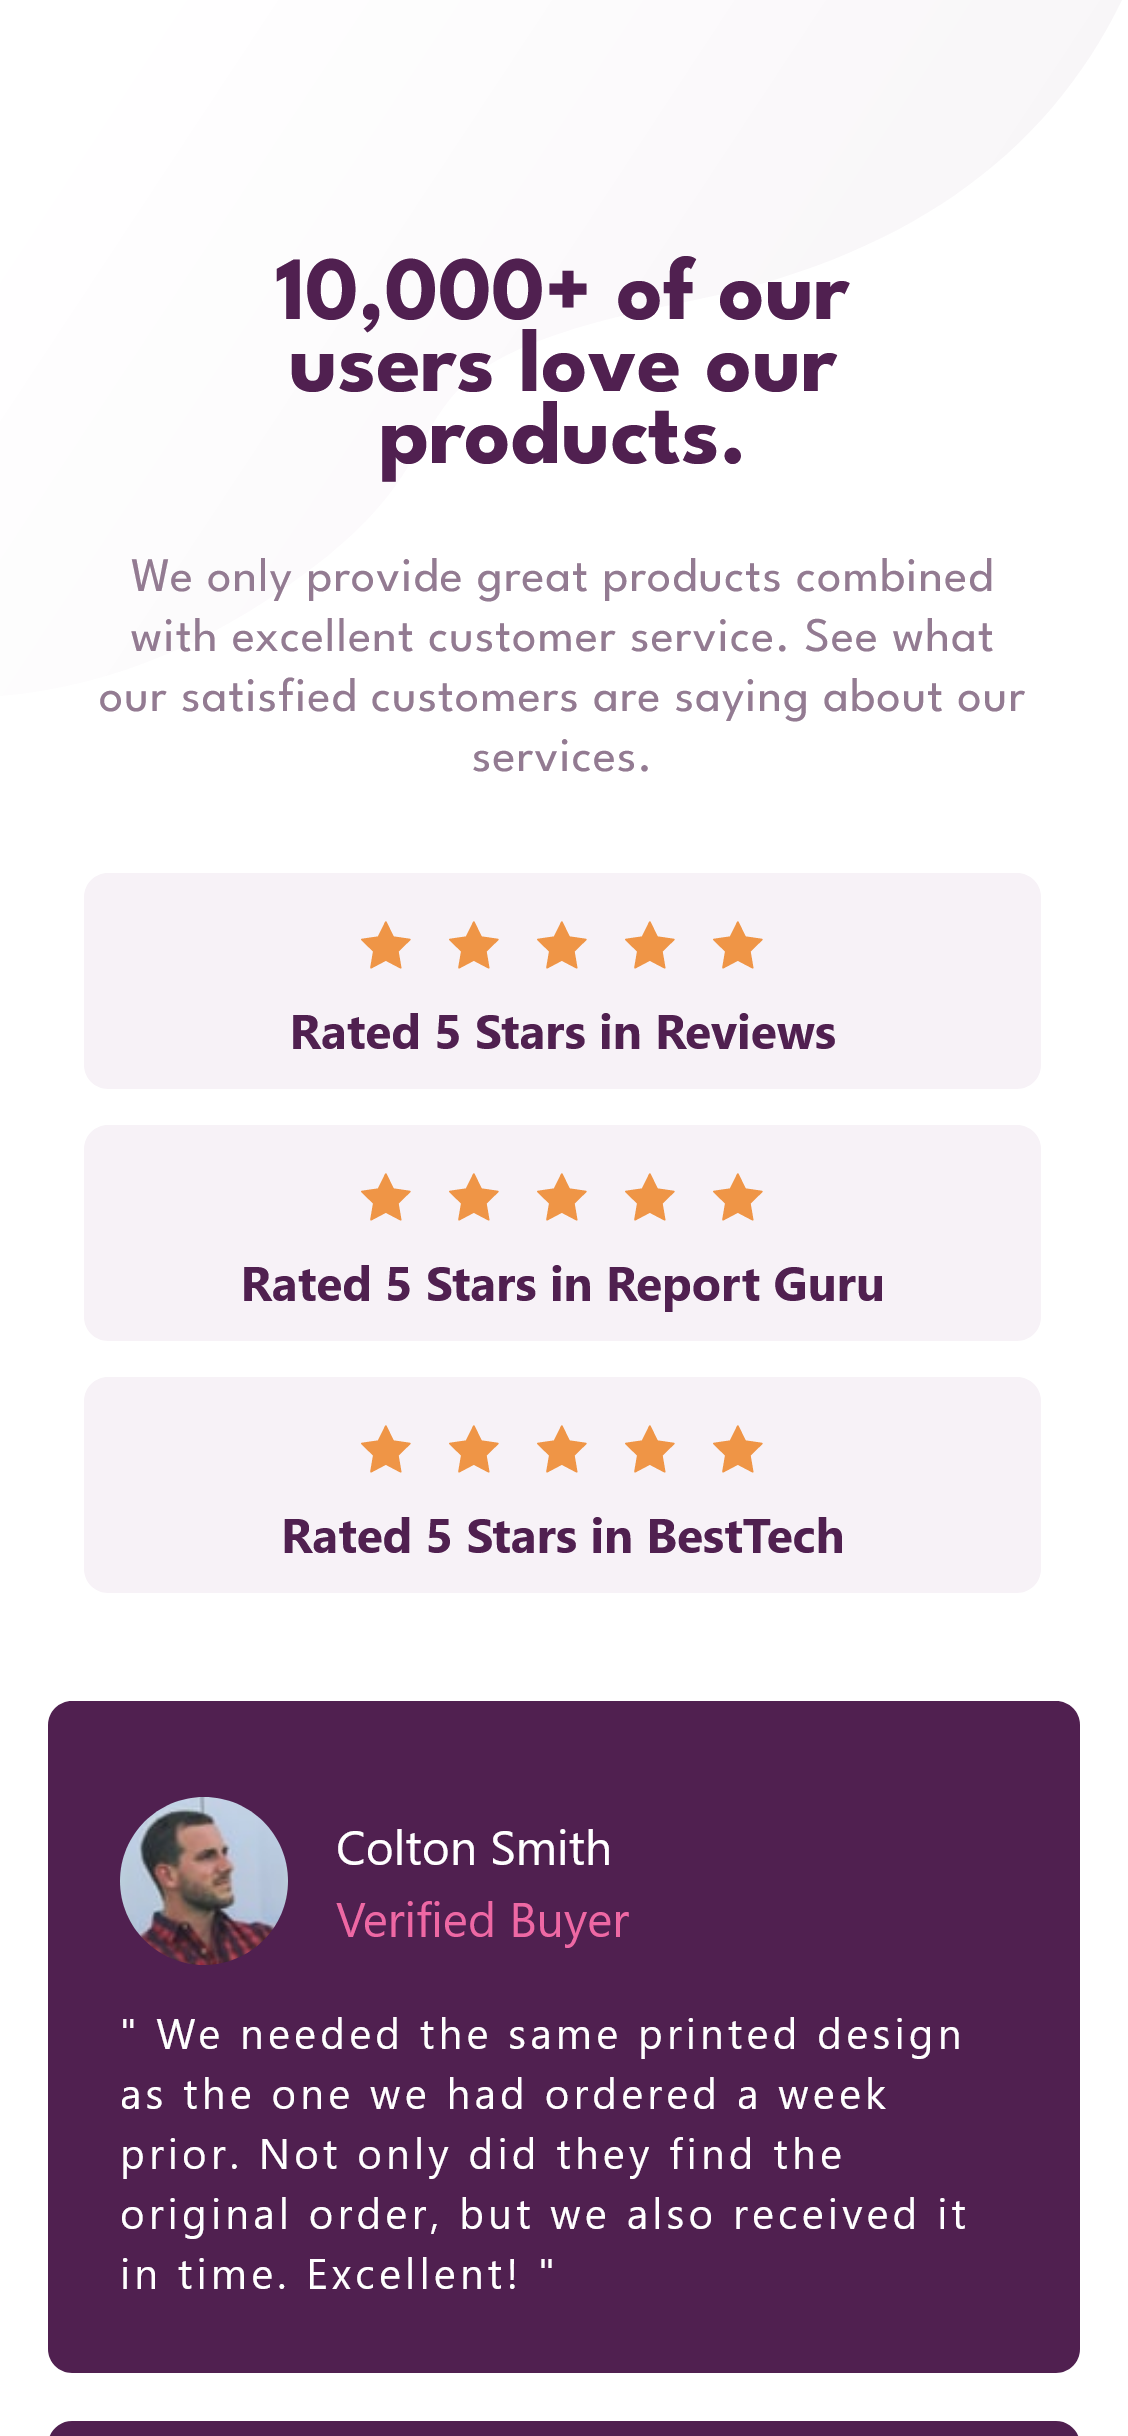 10,000+ of our
users love our
products.
We only provide great products combined
with excellent customer service. See what
our satisfied customers are saying about our
services.
Rated 5 Stars in Reviews
Rated 5 Stars in Report Guru
Rated 5 Stars in BestTech
Colton Smith
Verified Buyer
" We needed the same printed design
as the one we had ordered a week
prior. Not only did they find the
original order, but we also received it
in time. Excellent! "